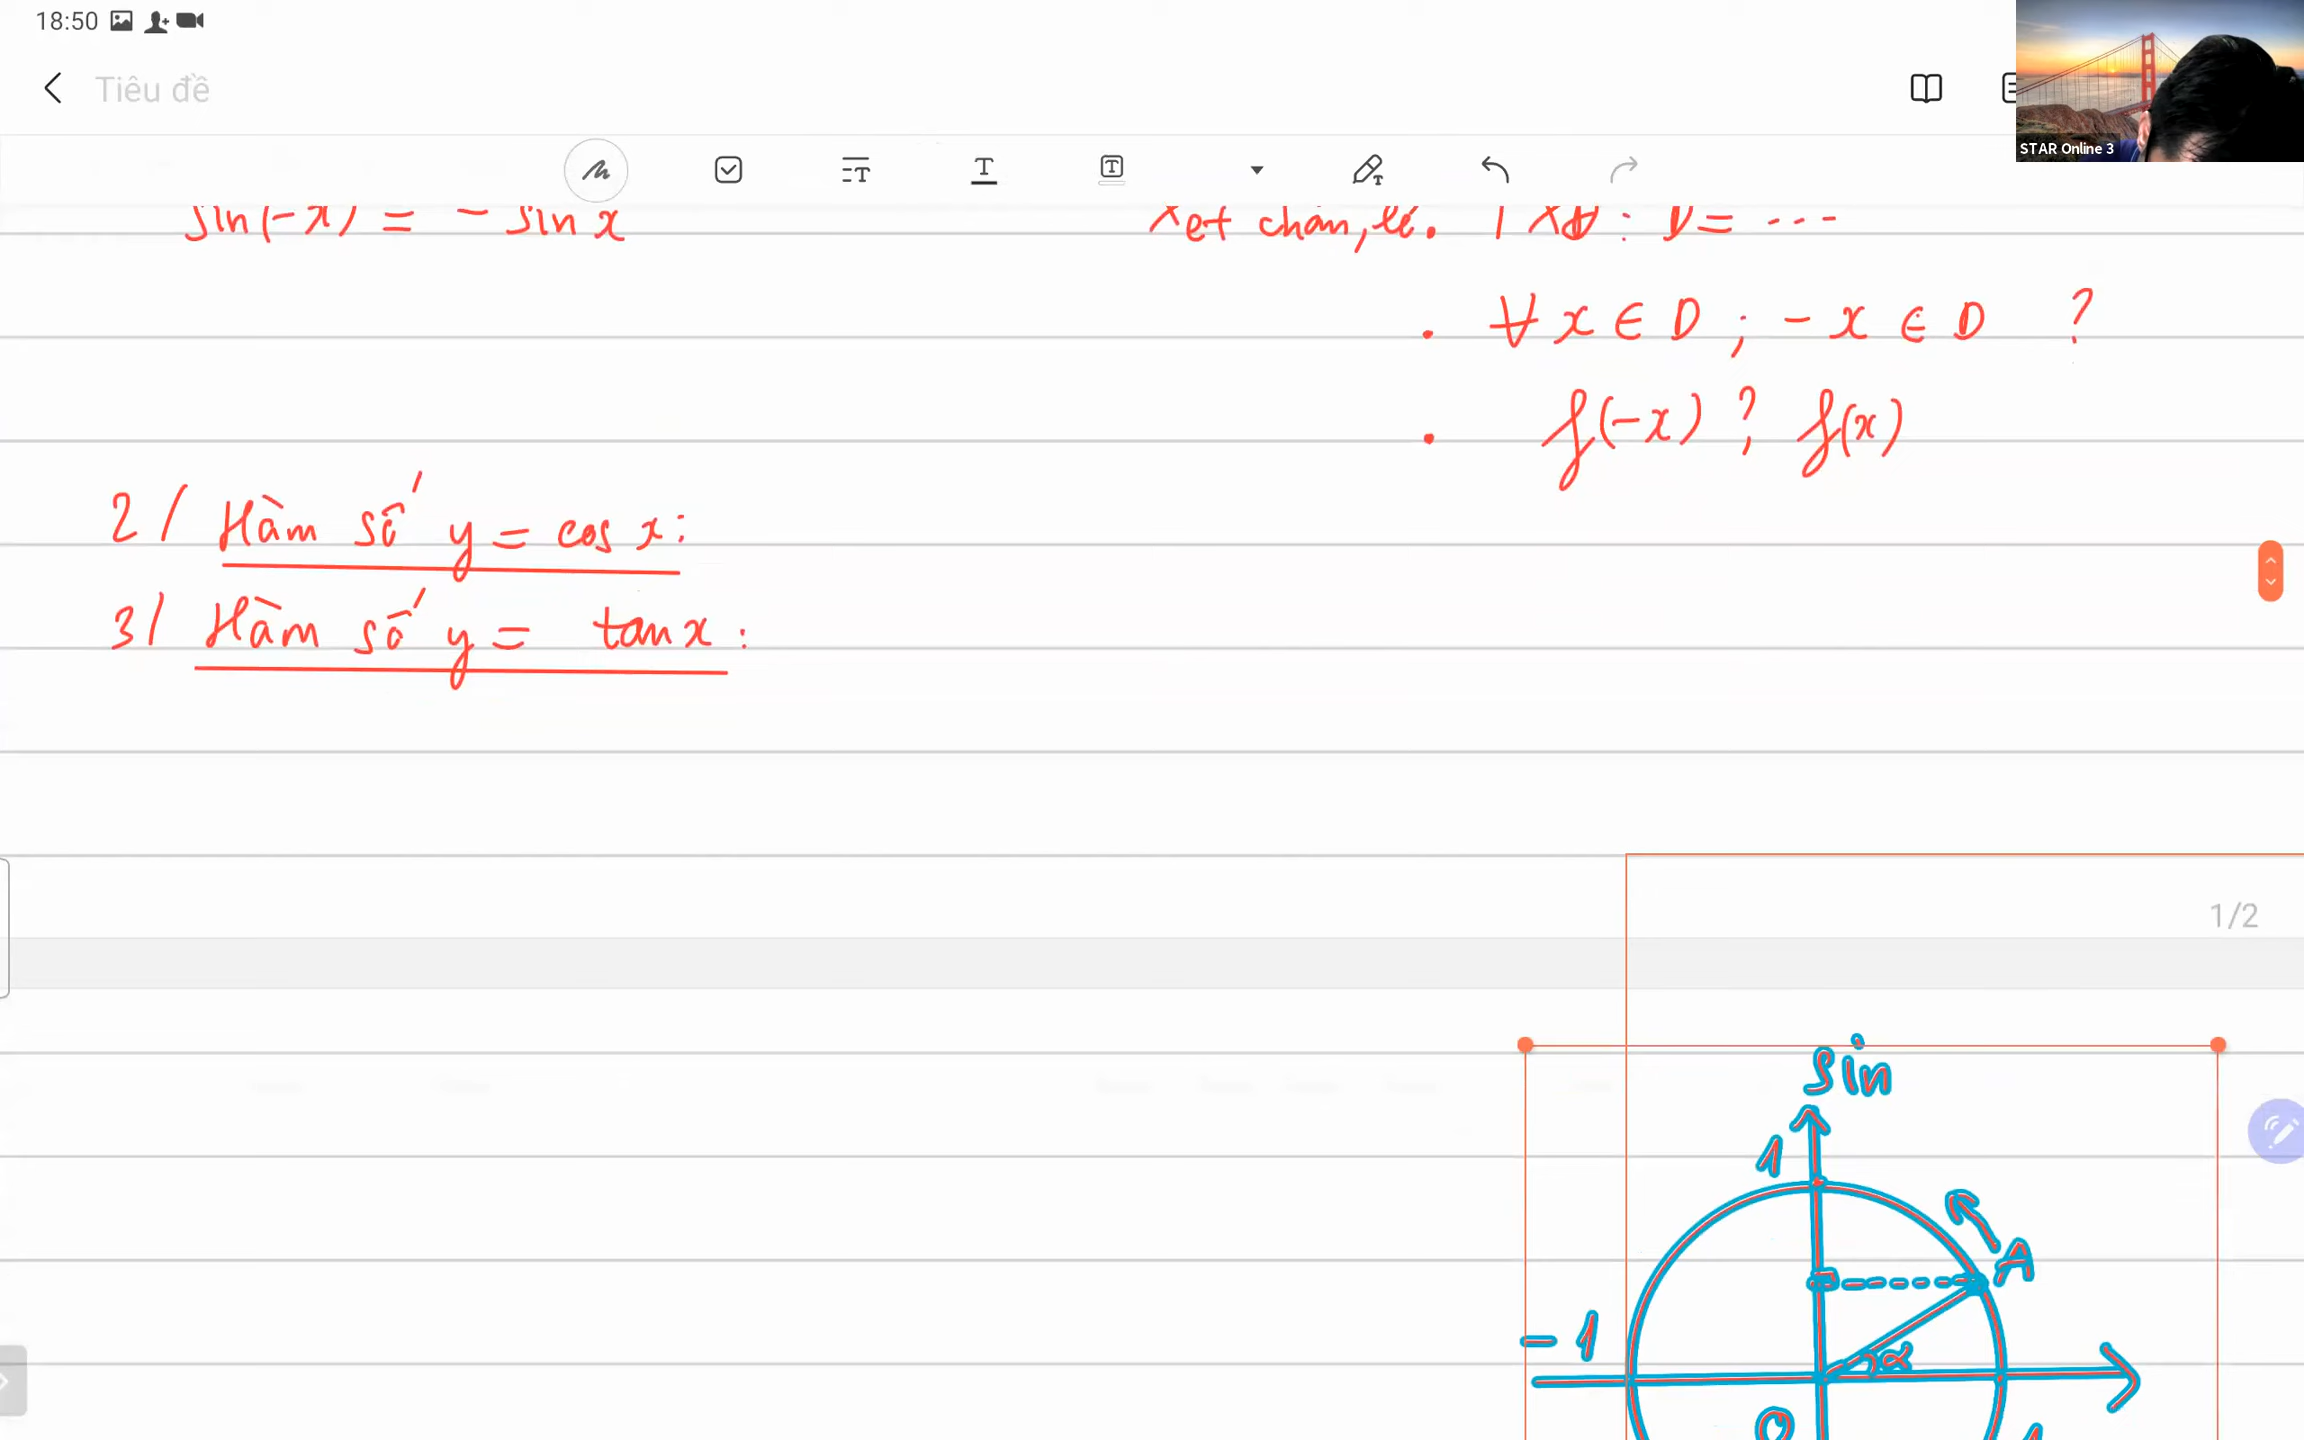 18:50
Tiêu đề
STAR Online 3
sin(-x) = - sin x
Xét chẵn, lẻ. TXĐ: D = ...
. ∀ x ∈ D ; - x ∈ D ?
. f(-x) ? f(x)
2/ Hàm số y = cos x:
3/ Hàm số y = tan x :
1/2
sin
1
A
- 1
α
O
1